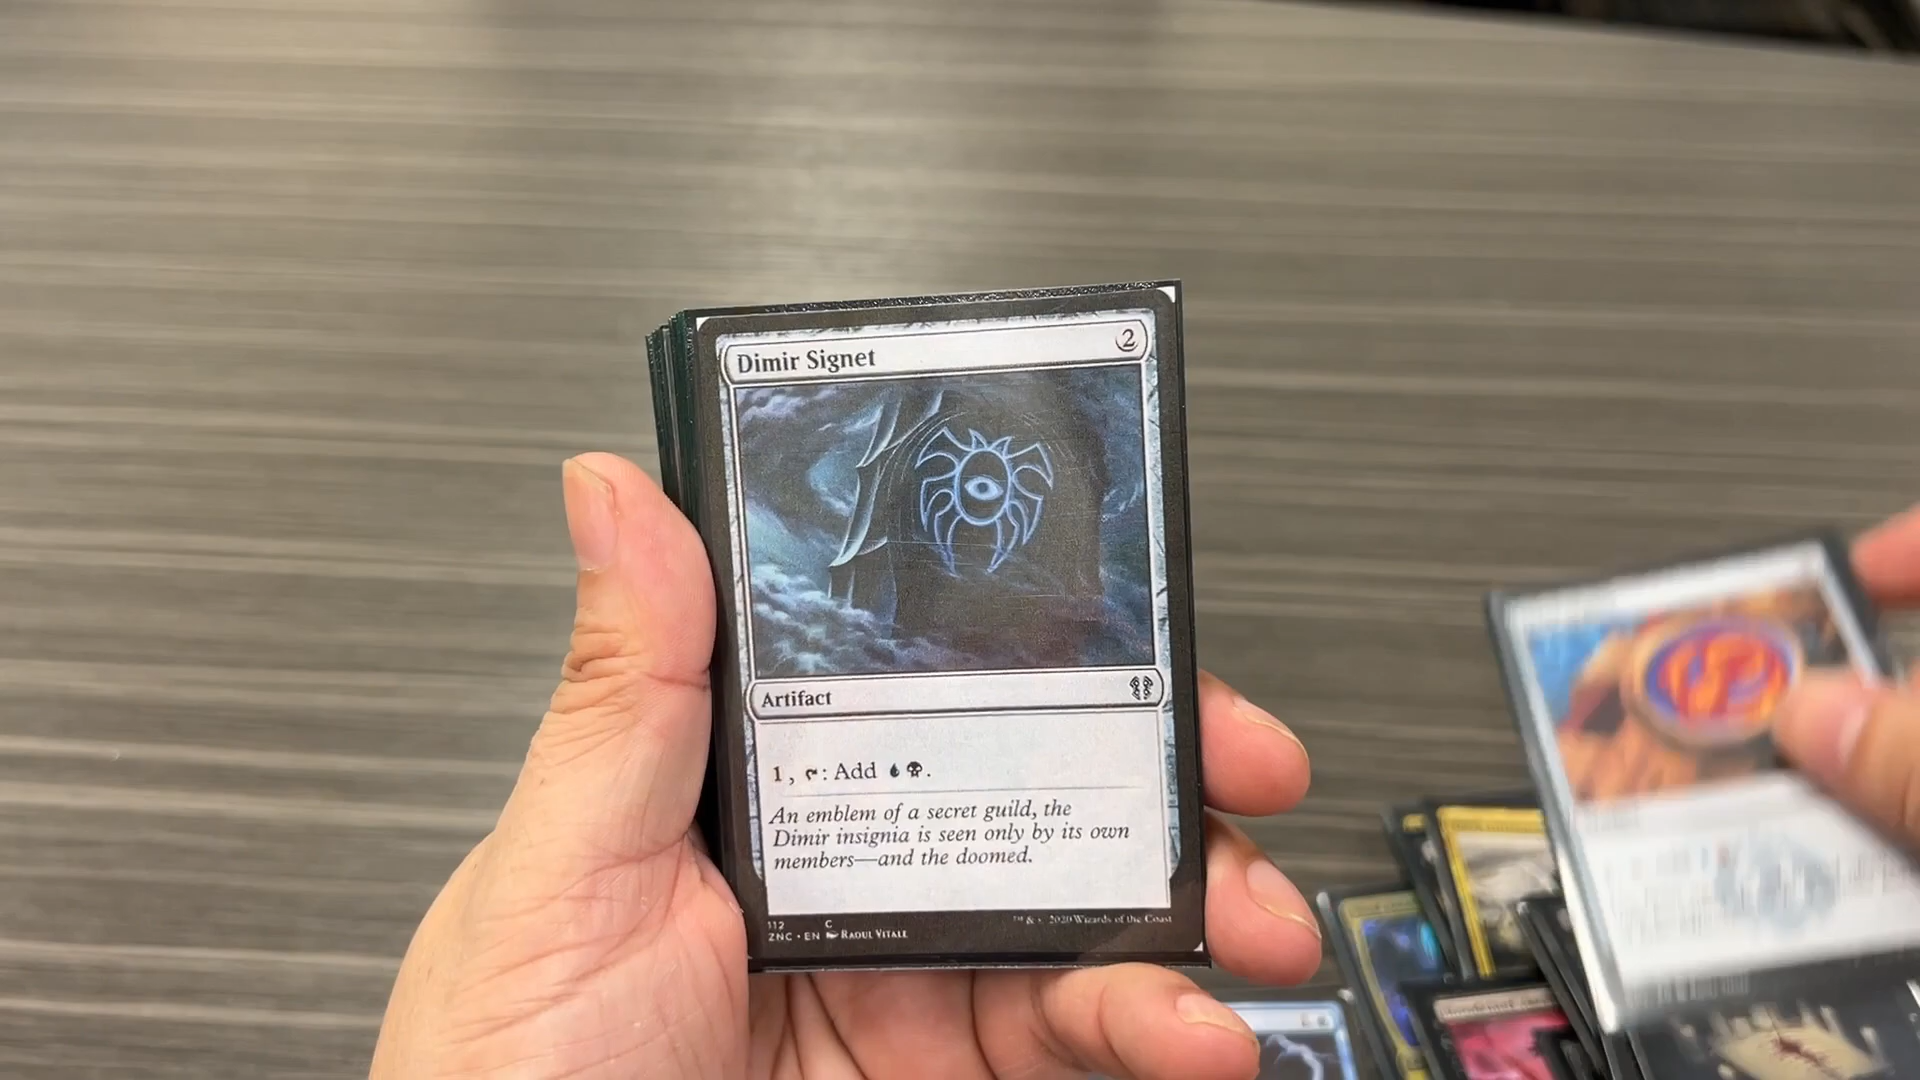 Dimir Signet 2
Artifact
1, : Add .
An emblem of a secret guild, the
Dimir insignia is seen only by its own
members—and the doomed.
112 C
ZNC • EN RAOUL VITALE
™ & 2020 Wizards of the Coast